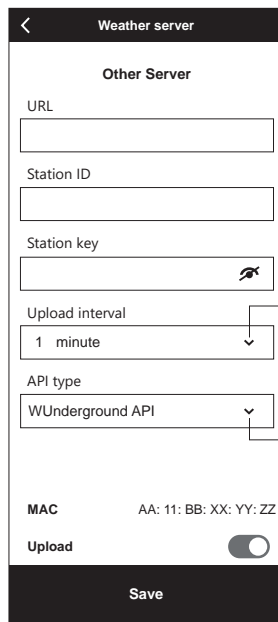 Weather server
Other Server
URL
Station ID
Station key
Upload interval
1 minute
API type
WUnderground API
MAC AA: 11: BB: XX: YY: ZZ
Upload
Save